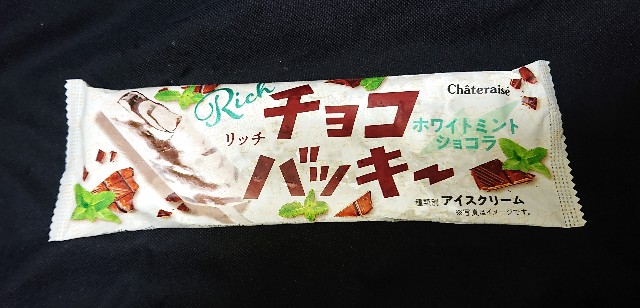 Rich
リッチ
チョコ
バッキー
Châteraisé
ホワイトミント
ショコラ
種類別 アイスクリーム
※写真はイメージです。